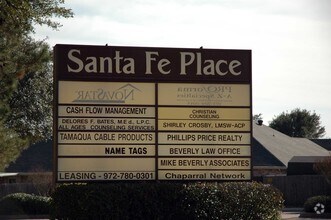 Santa Fe Place
NOVASTAR
CASH FLOW MANAGEMENT
DELORES F. BATES, M.Ed., L.P.C.
ALL AGES COUNSELING SERVICES
TAMAQUA CABLE PRODUCTS
NAME TAGS
LEASING - 972-780-0301
CHRISTIAN
COUNSELING SERVICES
SHIRLEY CROSBY, LMSW-ACP
PHILLIPS PRICE REALTY
BEVERLY LAW OFFICE
MIKE BEVERLY & ASSOCIATES
Chaparral Network